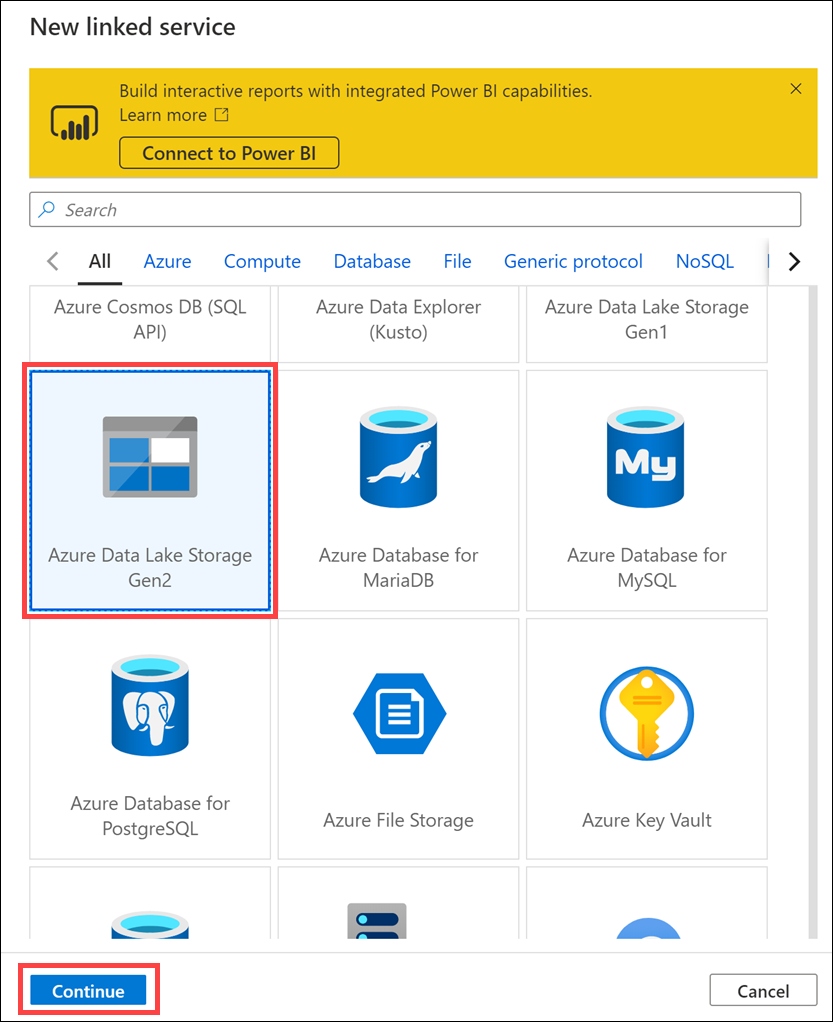 New linked service
Build interactive reports with integrated Power BI capabilities.
Learn more
Connect to Power BI
Search
All Azure Compute Database File Generic protocol NoSQL
Azure Cosmos DB (SQL
API)
Azure Data Explorer
(Kusto)
Azure Data Lake Storage
Gen1
Azure Data Lake Storage
Gen2
Azure Database for
MariaDB
My
Azure Database for
MySQL
Azure Database for
PostgreSQL
Azure File Storage
Azure Key Vault
Continue
Cancel